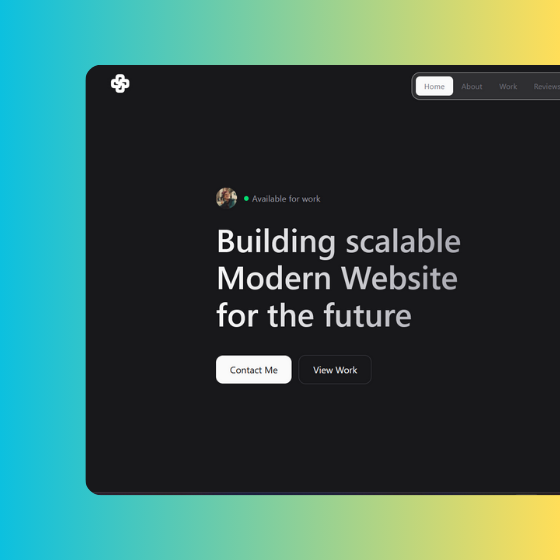 Home About Work Reviews
Available for work
Building scalable
Modern Website
for the future
Contact Me View Work